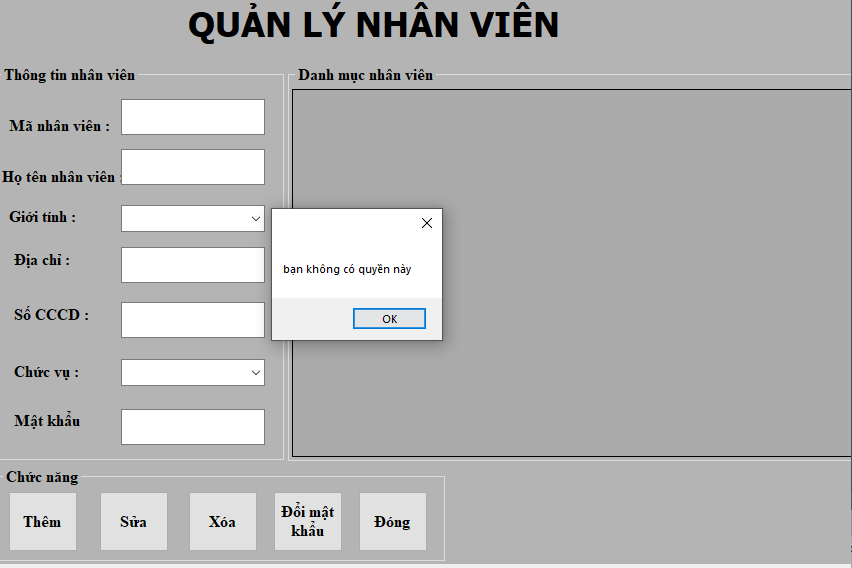 QUẢN LÝ NHÂN VIÊN
Thông tin nhân viên
Mã nhân viên :
Họ tên nhân viên :
Giới tính :
Địa chỉ :
Số CCCD :
Chức vụ :
Mật khẩu
Danh mục nhân viên
bạn không có quyền này
OK
Chức năng
Thêm
Sửa
Xóa
Đổi mật
khẩu
Đóng